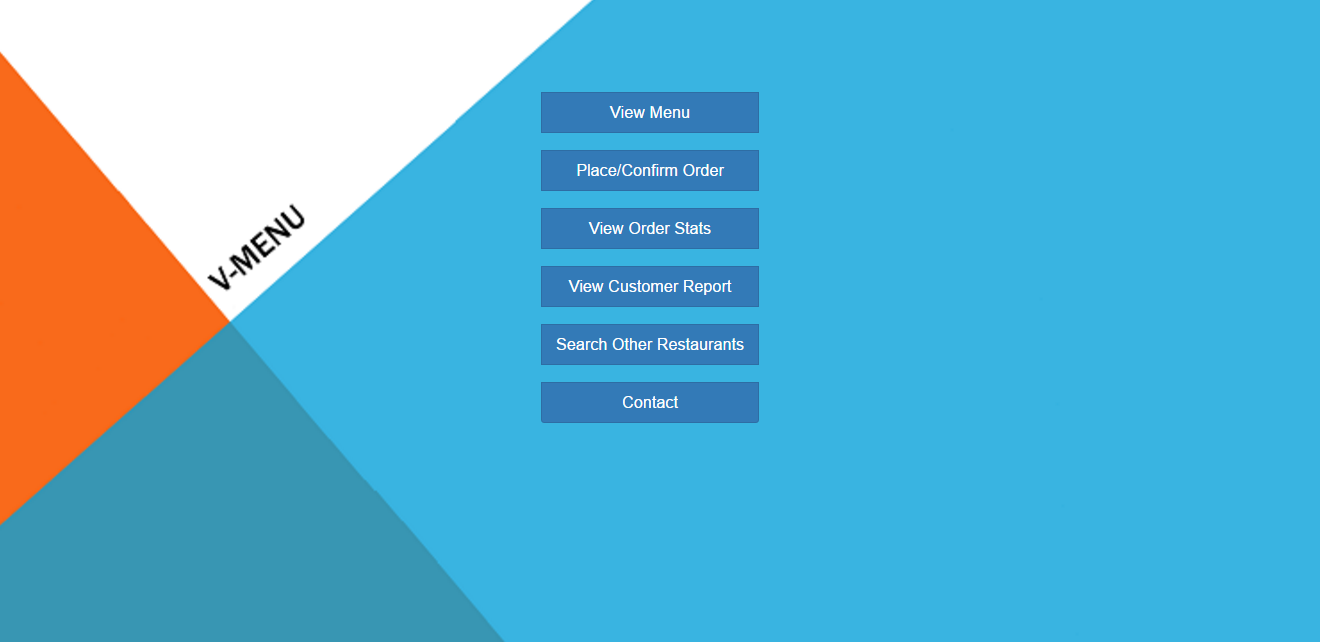 V-MENU
View Menu
Place/Confirm Order
View Order Stats
View Customer Report
Search Other Restaurants
Contact